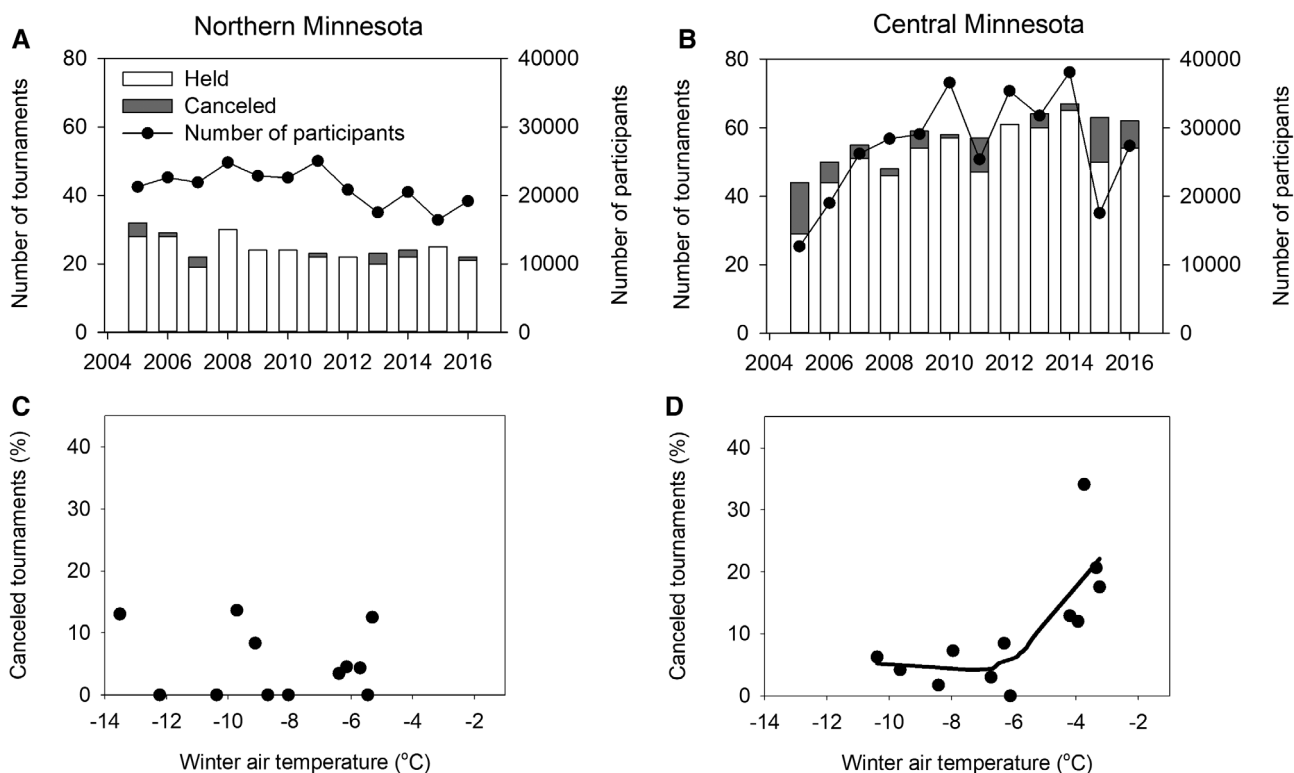 A
Northern Minnesota
Number of tournaments
80
60
40
20
0
Held
Canceled
Number of participants
40000
30000
20000
10000
0
Number of participants
2004 2006 2008 2010 2012 2014 2016
B
Central Minnesota
Number of tournaments
80
60
40
20
0
40000
30000
20000
10000
0
Number of participants
2004 2006 2008 2010 2012 2014 2016
C
Canceled tournaments (%)
40
30
20
10
0
-14 -12 -10 -8 -6 -4 -2
Winter air temperature (°C)
D
Canceled tournaments (%)
40
30
20
10
0
-14 -12 -10 -8 -6 -4 -2
Winter air temperature (°C)